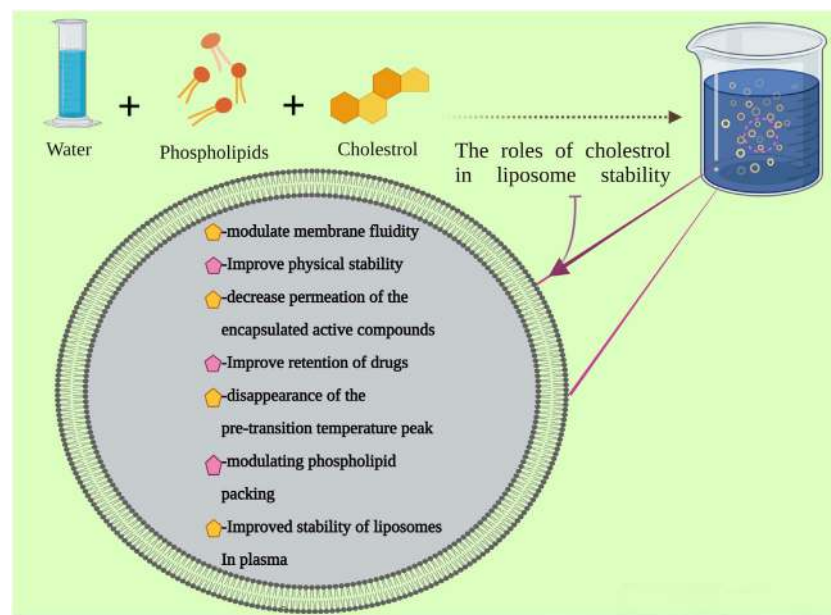 +
+
Water
Phospholipids
Cholestrol
The roles of cholestrol
in liposome stability
-modulate membrane fluidity
-Improve physical stability
-decrease permeation of the
encapsulated active compounds
-Improve retention of drugs
-disappearance of the
pre-transition temperature peak
-modulating phospholipid
packing
-Improved stability of liposomes
In plasma